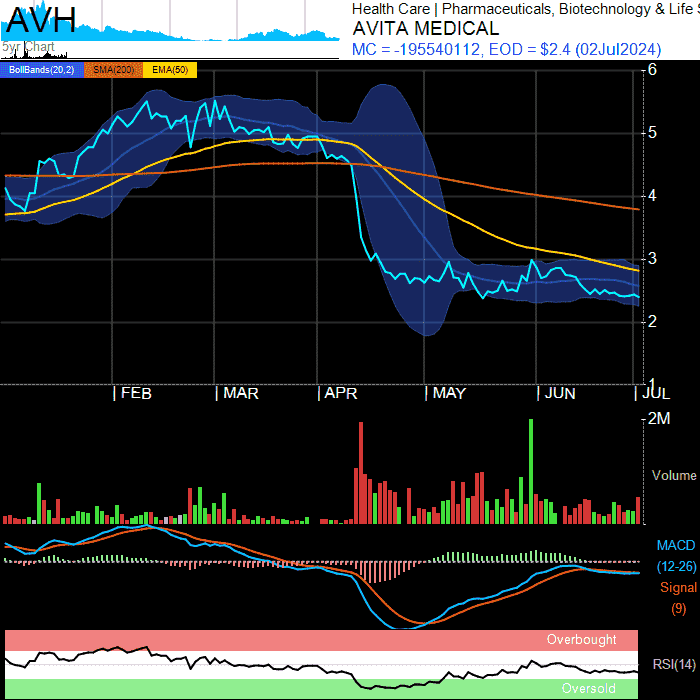 AVH
5yr Chart
Health Care | Pharmaceuticals, Biotechnology & Life S
AVITA MEDICAL
MC = -195540112, EOD = $2.4 (02Jul2024)
BollBands(20,2) SMA(200) EMA(50)
6
5
4
3
2
1
FEB MAR APR MAY JUN JUL
2M
Volume
MACD
(12-26)
Signal
(9)
Overbought
RSI(14)
Oversold